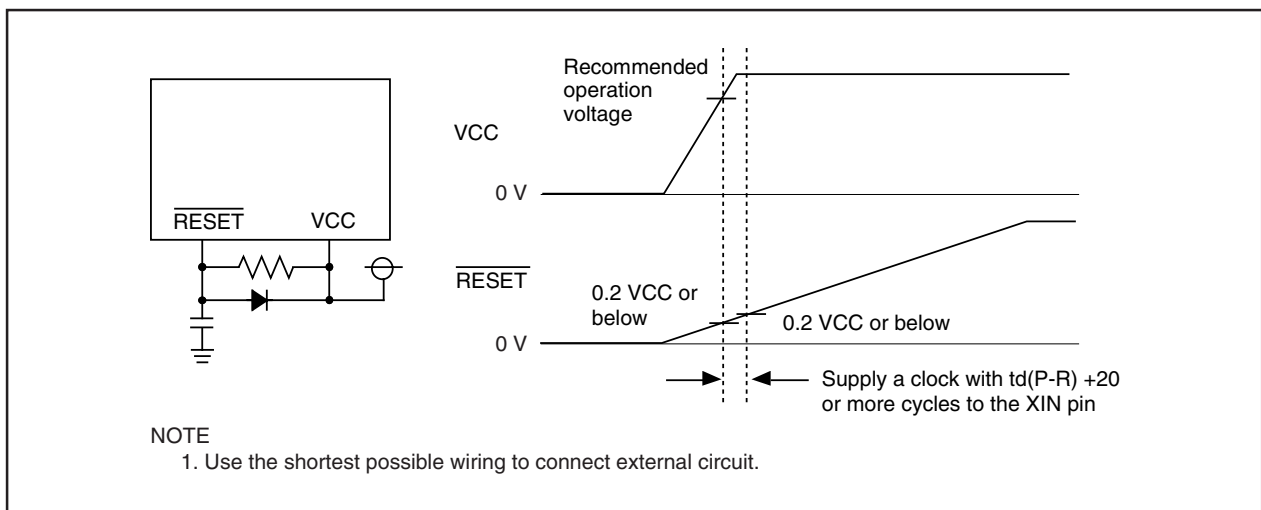 RESET
VCC
Recommended
operation
voltage
VCC
0 V
RESET
0.2 VCC or
below
0.2 VCC or below
0 V
Supply a clock with td(P-R) +20
or more cycles to the XIN pin
NOTE
1. Use the shortest possible wiring to connect external circuit.